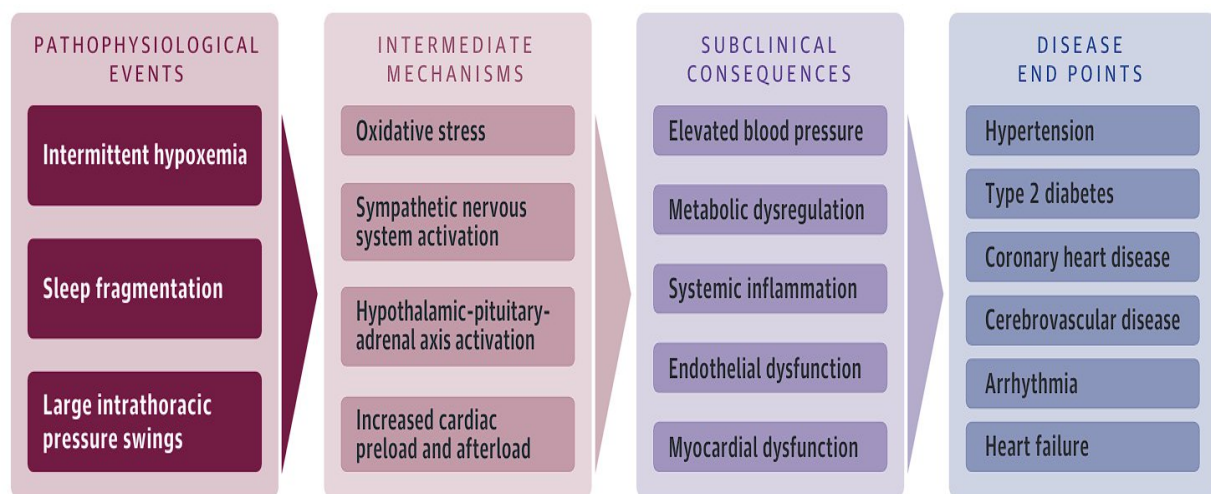 PATHOPHYSIOLOGICAL
EVENTS
Intermittent hypoxemia
Sleep fragmentation
Large intrathoracic
pressure swings
INTERMEDIATE
MECHANISMS
Oxidative stress
Sympathetic nervous
system activation
Hypothalamic-pituitary-
adrenal axis activation
Increased cardiac
preload and afterload
SUBCLINICAL
CONSEQUENCES
Elevated blood pressure
Metabolic dysregulation
Systemic inflammation
Endothelial dysfunction
Myocardial dysfunction
DISEASE
END POINTS
Hypertension
Type 2 diabetes
Coronary heart disease
Cerebrovascular disease
Arrhythmia
Heart failure